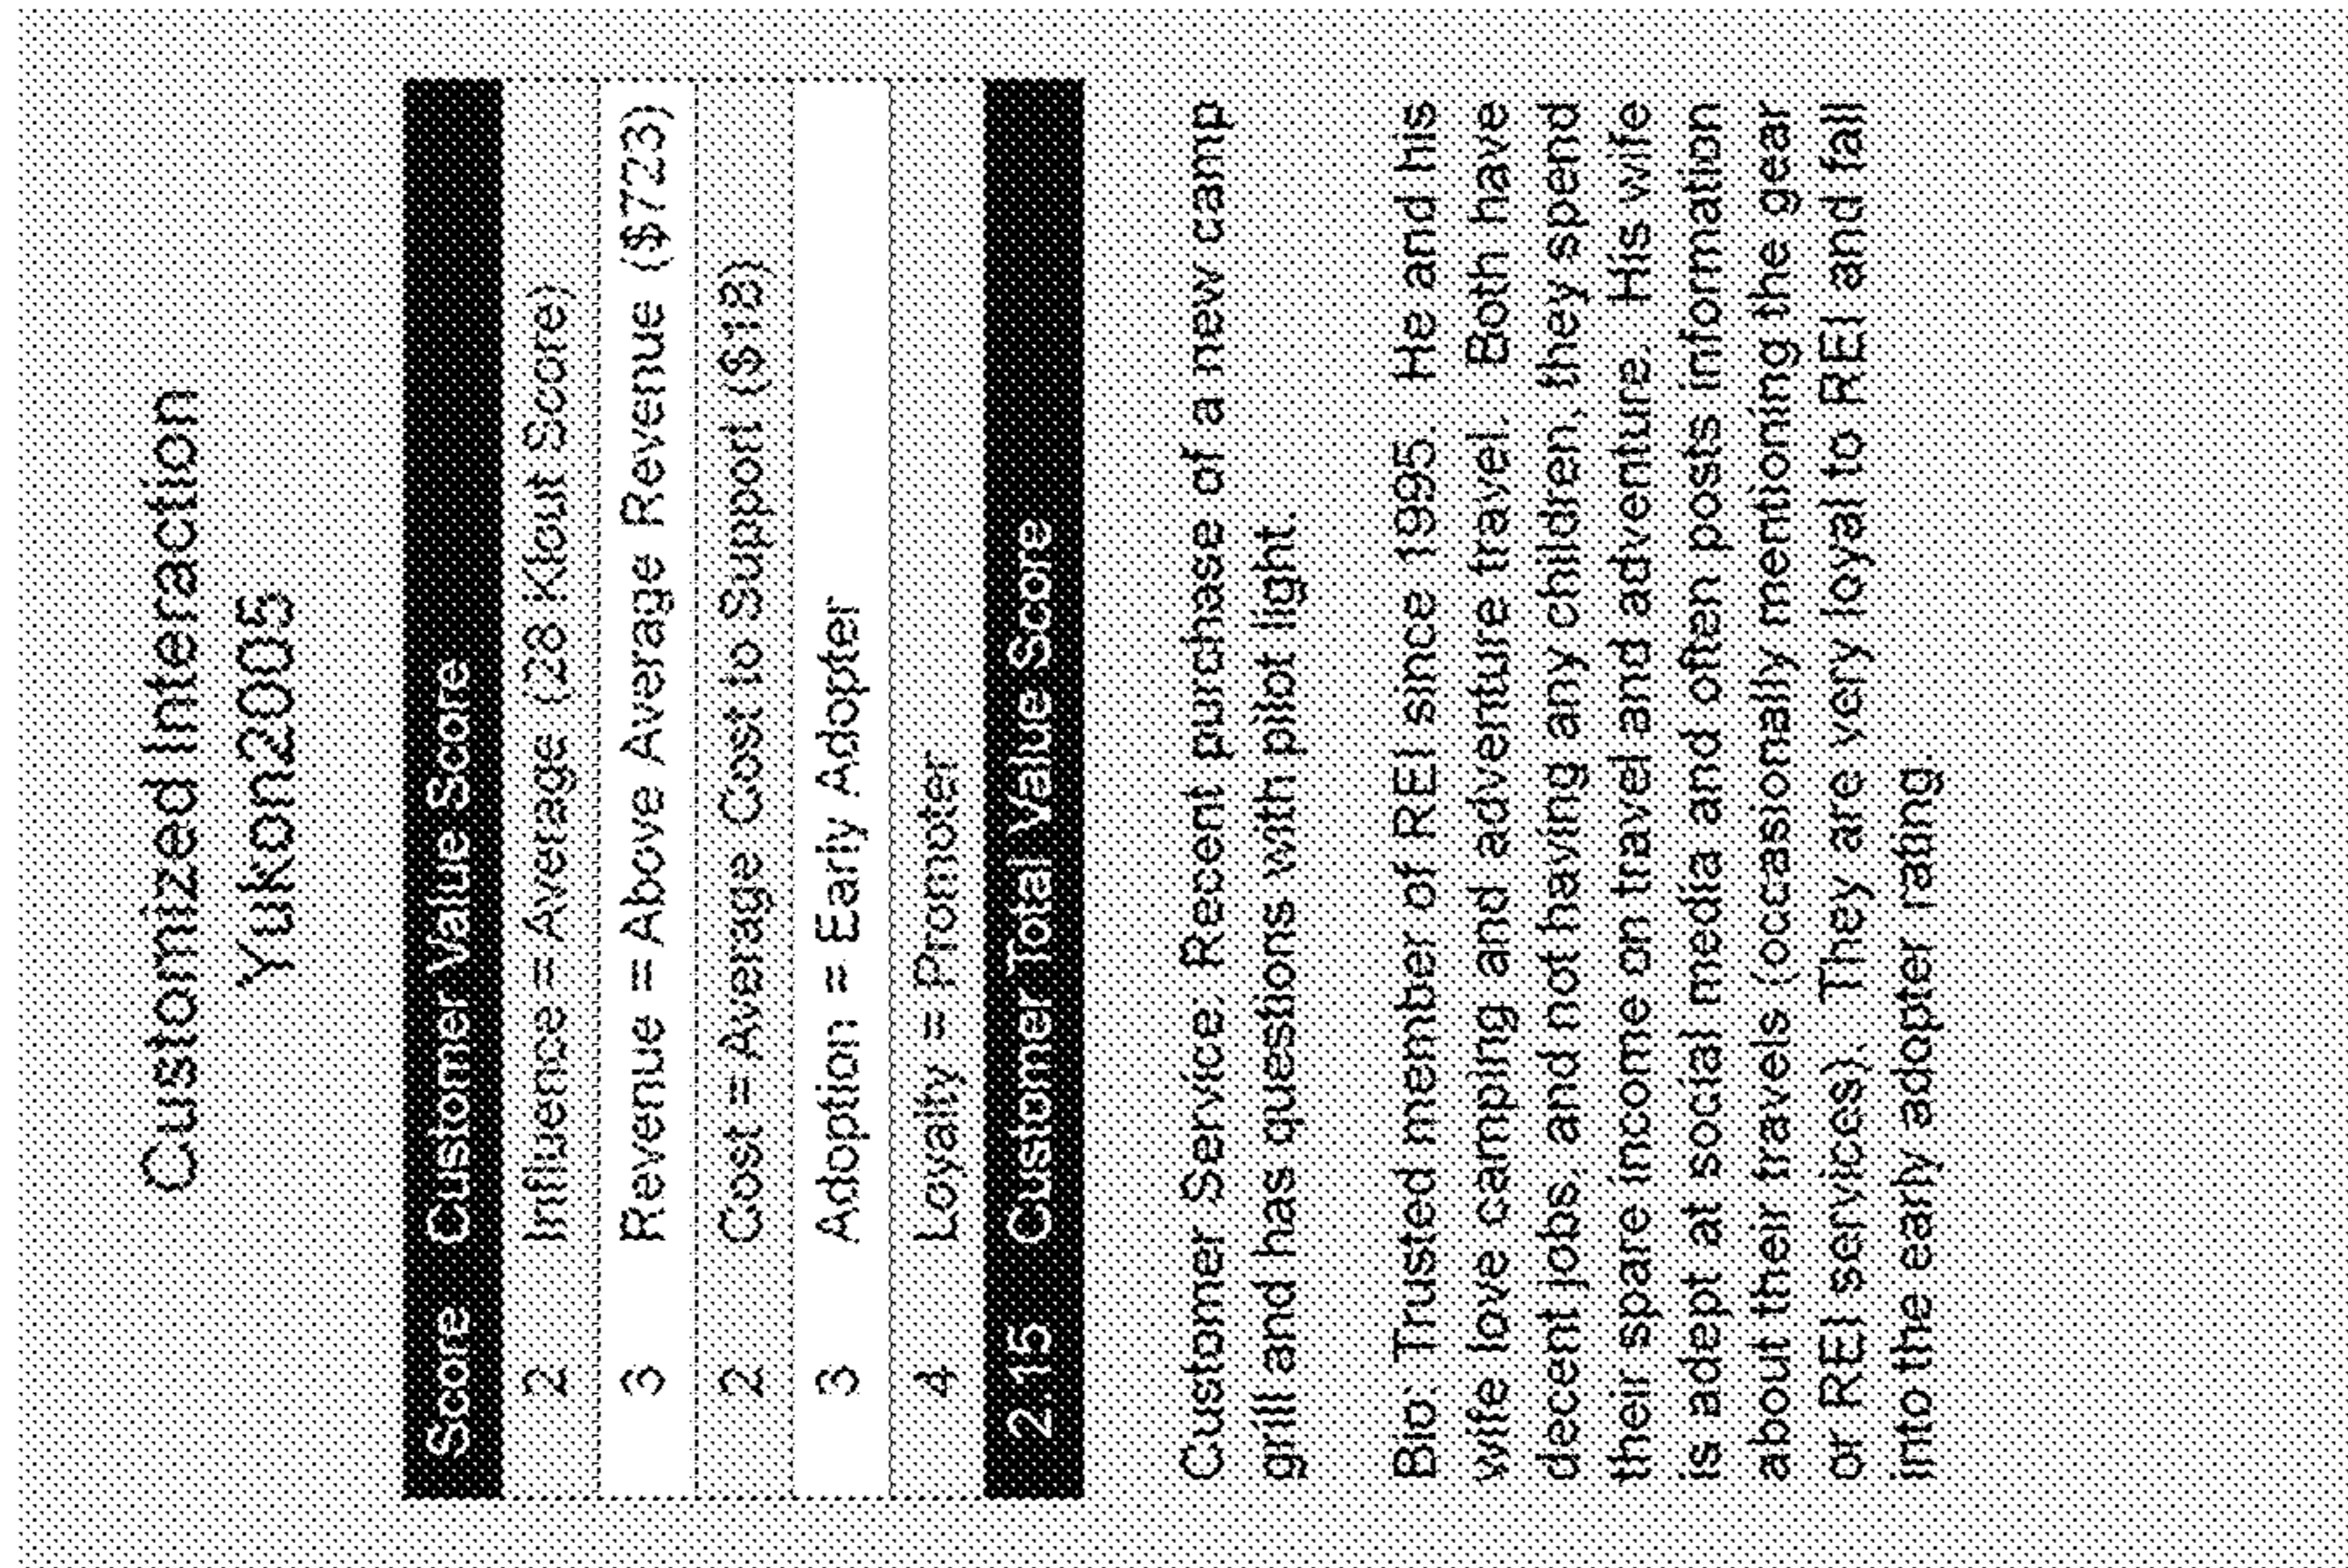 Customized Interaction
Yukon2005
Score Customer Value Score
2 Influence = Average (28 Klout Score)
3 Revenue = Above Average Revenue ($723)
2 Cost = Average Cost to Support ($18)
3 Adoption = Early Adopter
4 Loyalty = Promoter
2.15 Customer Total Value Score
Customer Service: Recent purchase of a new camp
grill and has questions with pilot light.
Bio: Trusted member of REI since 1995. He and his
wife love camping and adventure travel. Both have
decent jobs, and not having any children, they spend
their spare income on travel and adventure. His wife
is adept at social media and often posts information
about their travels (occasionally mentioning the gear
or REI services). They are very loyal to REI and fall
into the early adopter rating.